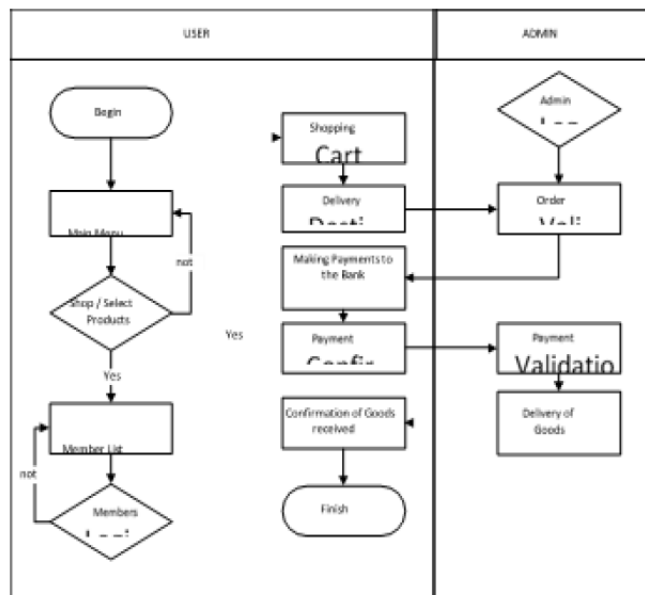 USER
ADMIN
Begin
Main Menu
not
Shop / Select
Products
Yes
Member List
not
Members
Yes
Shopping
Cart
Delivery
Making Payments to
the Bank
Payment
Confirmation of Goods
received
Finish
Admin
Order
Payment
Validatio
Delivery of
Goods